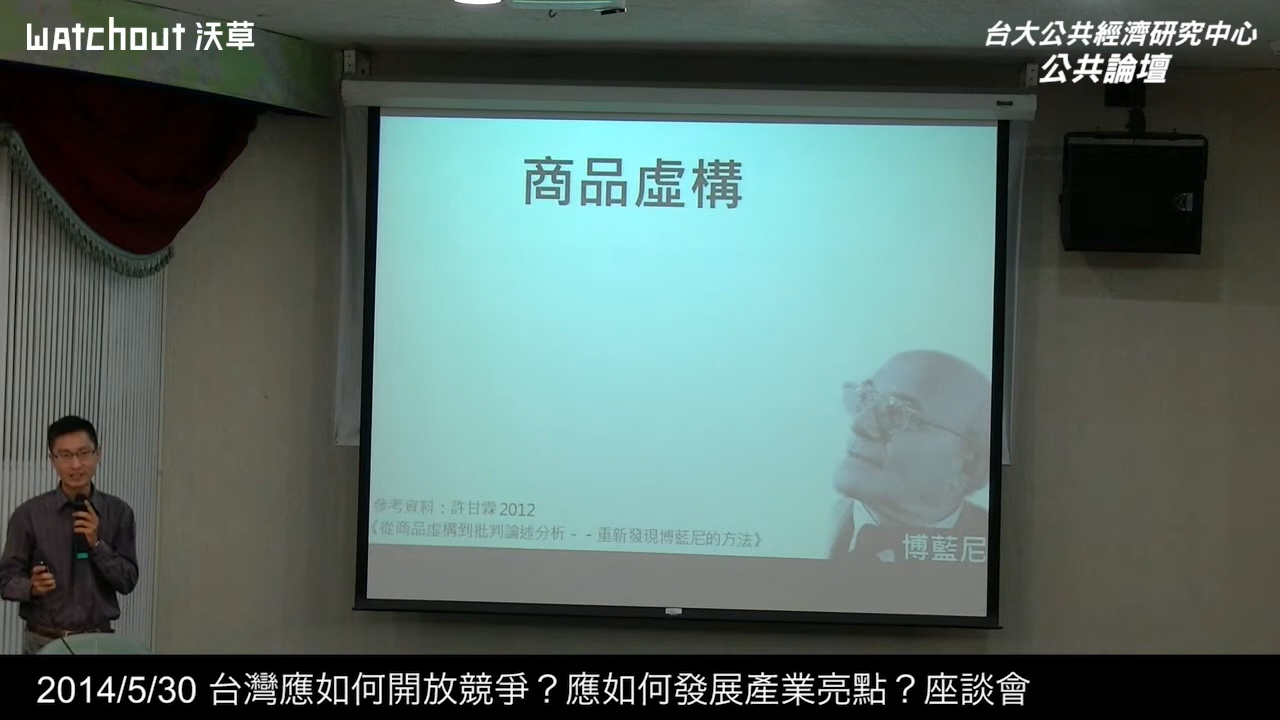 WATCHOUT 沃草
台大公共經濟研究中心
公共論壇
商品虛構
參考資料：許甘霖 2012
《從商品虛構到批判論述分析－－重新發現博藍尼的方法》
博藍尼
2014/5/30 台灣應如何開放競爭？應如何發展產業亮點？座談會